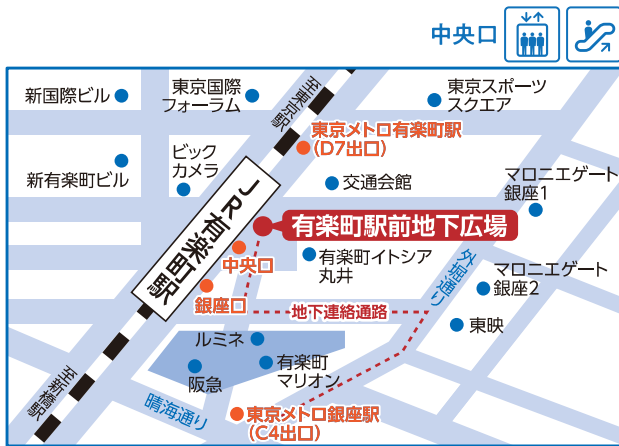 中央口
新国際ビル
東京国際
フォーラム
至東京駅
東京スポーツ
スクエア
東京メトロ有楽町駅
(D7出口)
ビック
カメラ
新有楽町ビル
交通会館
マロニエゲート
銀座1
JR有楽町駅
有楽町駅前地下広場
中央口
有楽町イトシア
丸井
外堀通り
マロニエゲート
銀座2
銀座口
地下連絡通路
東映
ルミネ
有楽町
マリオン
阪急
至新橋駅
晴海通り
東京メトロ銀座駅
(C4出口)